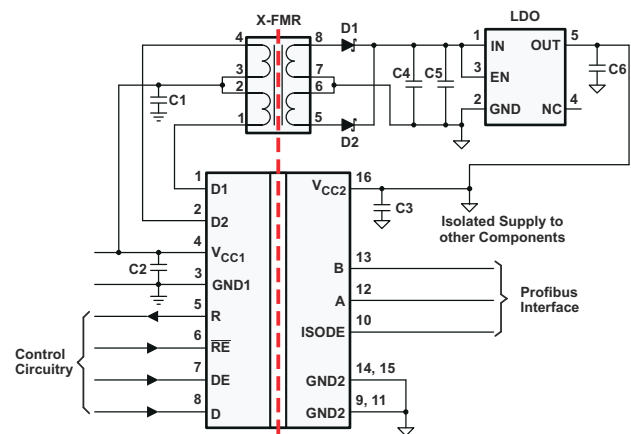 X-FMR
D1
LDO
4
8
1
IN
OUT
5
3
7
3
EN
C4
C5
C6
2
6
C1
2
GND
NC
4
1
5
D2
1
D1
16
VCC2
2
D2
C3
Isolated Supply to
other Components
4
VCC1
C2
3
GND1
13
B
5
R
12
A
Profibus
Interface
6
RE
10
ISODE
Control
Circuitry
7
DE
14, 15
GND2
8
D
9, 11
GND2